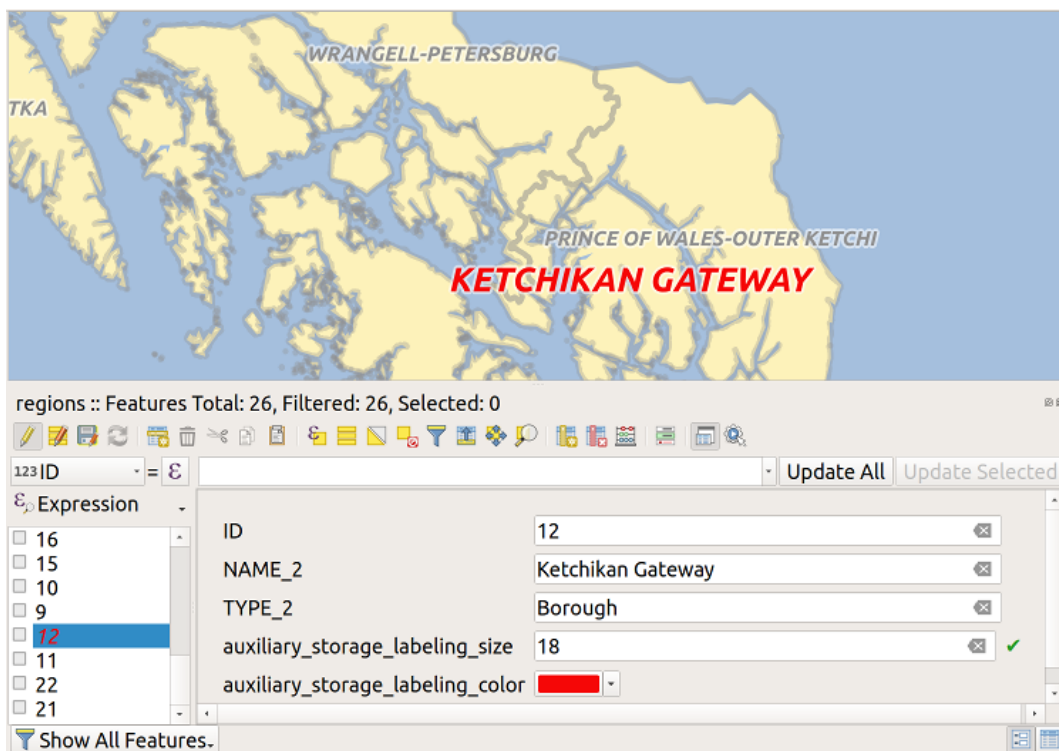 WRANGELL-PETERSBURG
TKA
PRINCE OF WALES-OUTER KETCHI
KETCHIKAN GATEWAY
regions :: Features Total: 26, Filtered: 26, Selected: 0
123 ID = ε Update All Update Selected
Expression
16
15
10
9
12
11
22
21
ID 12
NAME_2 Ketchikan Gateway
TYPE_2 Borough
auxiliary_storage_labeling_size 18
auxiliary_storage_labeling_color
Show All Features